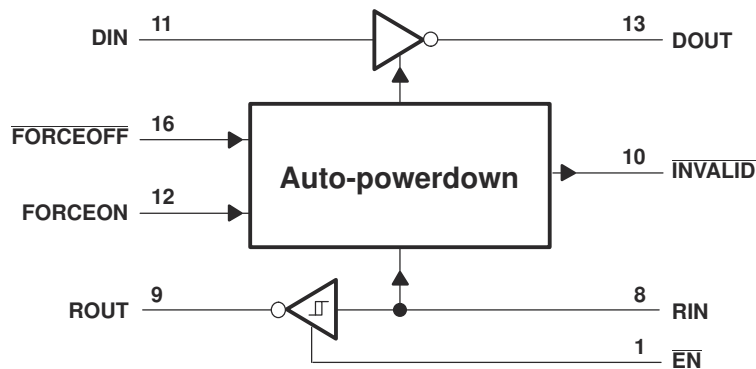 DIN 11 13 DOUT
FORCEOFF 16
Auto-powerdown
10 INVALID
FORCEON 12
ROUT 9 8 RIN
1 EN